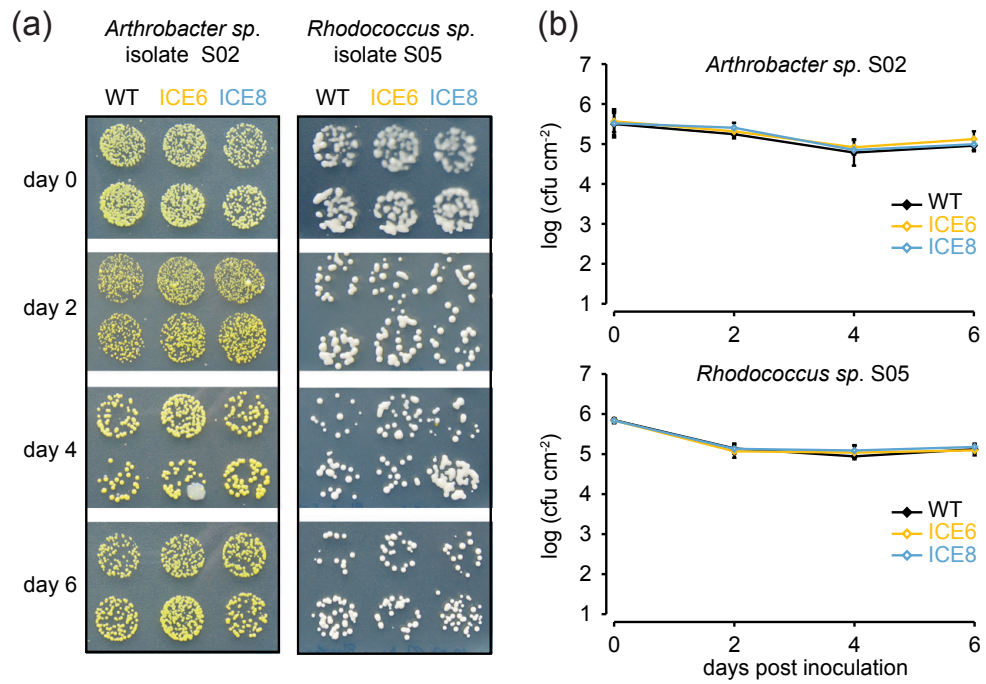 (a)
Arthrobacter sp.
isolate S02
Rhodococcus sp.
isolate S05
WT ICE6 ICE8
WT ICE6 ICE8
day 0
day 2
day 4
day 6
(b)
Arthrobacter sp. S02
log (cfu cm⁻²)
7
6
5
4
3
2
1
WT
ICE6
ICE8
0 2 4 6
Rhodococcus sp. S05
log (cfu cm⁻²)
7
6
5
4
3
2
1
WT
ICE6
ICE8
0 2 4 6
days post inoculation